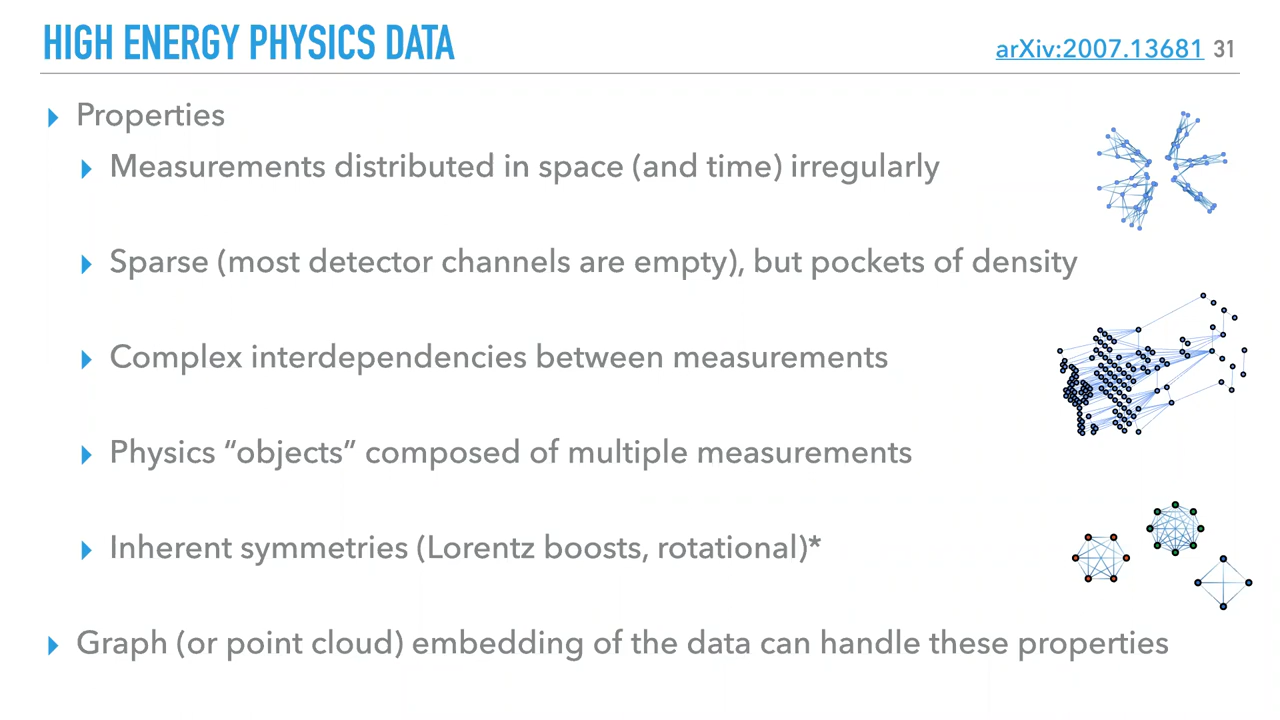 HIGH ENERGY PHYSICS DATA
arXiv:2007.13681 31
Properties
Measurements distributed in space (and time) irregularly
Sparse (most detector channels are empty), but pockets of density
Complex interdependencies between measurements
Physics “objects” composed of multiple measurements
Inherent symmetries (Lorentz boosts, rotational)*
Graph (or point cloud) embedding of the data can handle these properties